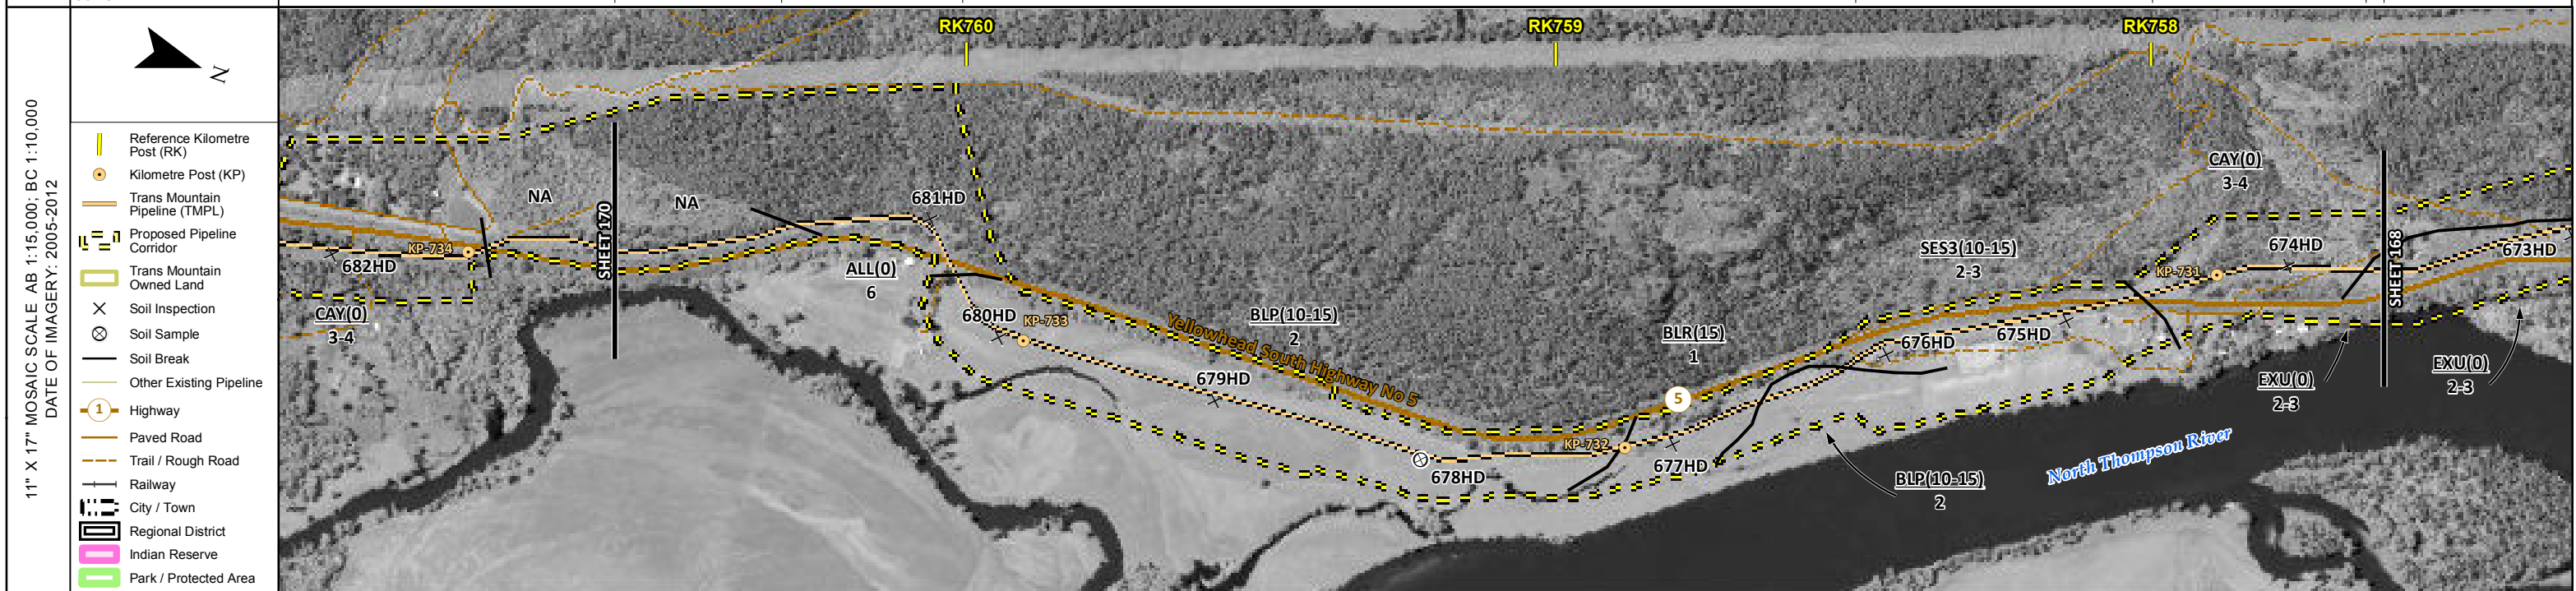 11" X 17" MOSAIC SCALE AB 1:15,000; BC 1:10,000
DATE OF IMAGERY: 2005-2012
N
Reference Kilometre
Post (RK)
Kilometre Post (KP)
Trans Mountain
Pipeline (TMPL)
Proposed Pipeline
Corridor
Trans Mountain
Owned Land
Soil Inspection
Soil Sample
Soil Break
Other Existing Pipeline
1
Highway
Paved Road
Trail / Rough Road
Railway
City / Town
Regional District
Indian Reserve
Park / Protected Area
RK760
RK759
RK758
NA
NA
SHEET 170
KP-734
682HD
CAY(0)
3-4
681HD
ALL(0)
6
680HD
KP-733
679HD
BLP(10-15)
2
Yellowhead South Highway No 5
678HD
KP-732
677HD
BLR(15)
1
5
SES3(10-15)
2-3
676HD
675HD
BLP(10-15)
2
North Thompson River
CAY(0)
3-4
KP-731
674HD
SHEET 168
673HD
EXU(0)
2-3
EXU(0)
2-3